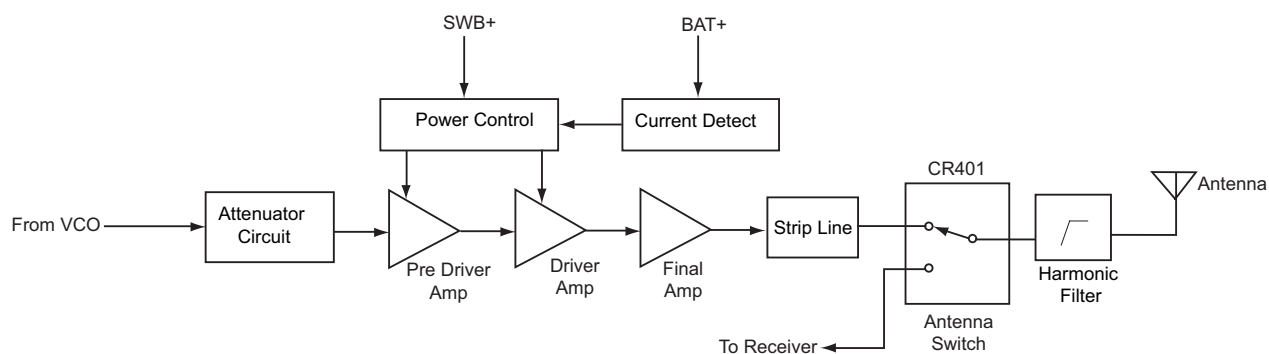 SWB+
BAT+
Power Control
Current Detect
CR401
Antenna
From VCO
Attenuator
Circuit
Strip Line
Pre Driver
Amp
Driver
Amp
Final
Amp
Harmonic
Filter
Antenna
Switch
To Receiver